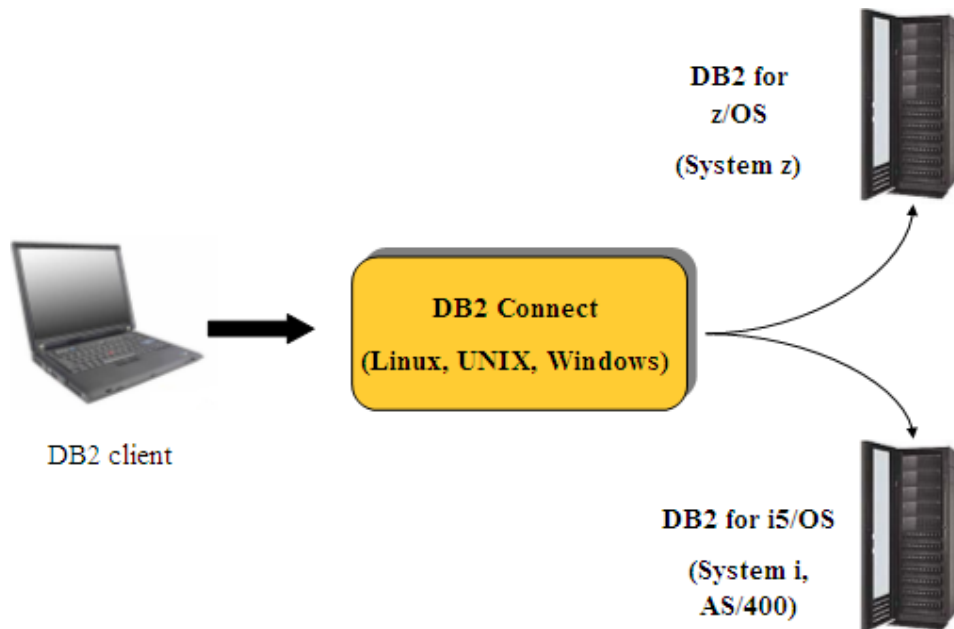 DB2 for
z/OS
(System z)
DB2 Connect
(Linux, UNIX, Windows)
DB2 client
DB2 for i5/OS
(System i,
AS/400)